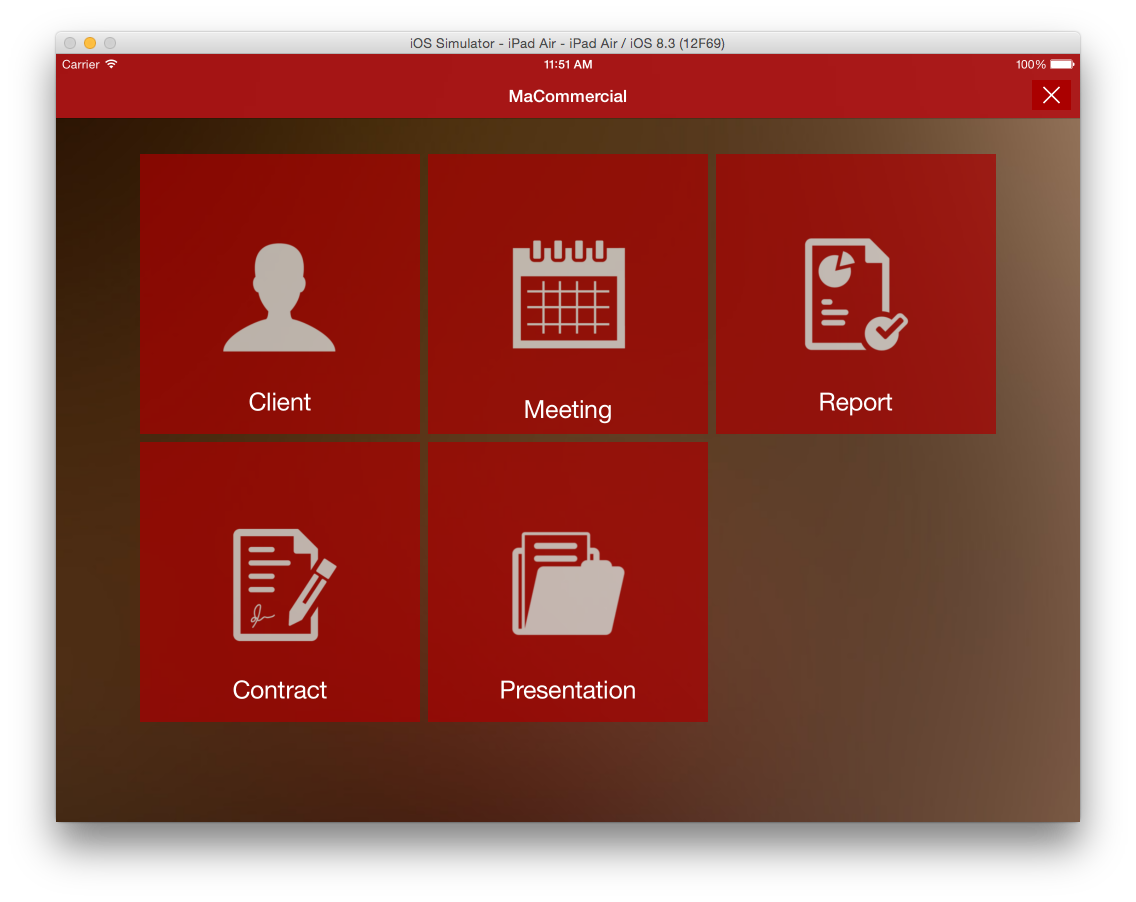 iOS Simulator - iPad Air - iPad Air / iOS 8.3 (12F69)
Carrier 11:51 AM 100%
MaCommercial
Client
Meeting
Report
Contract
Presentation